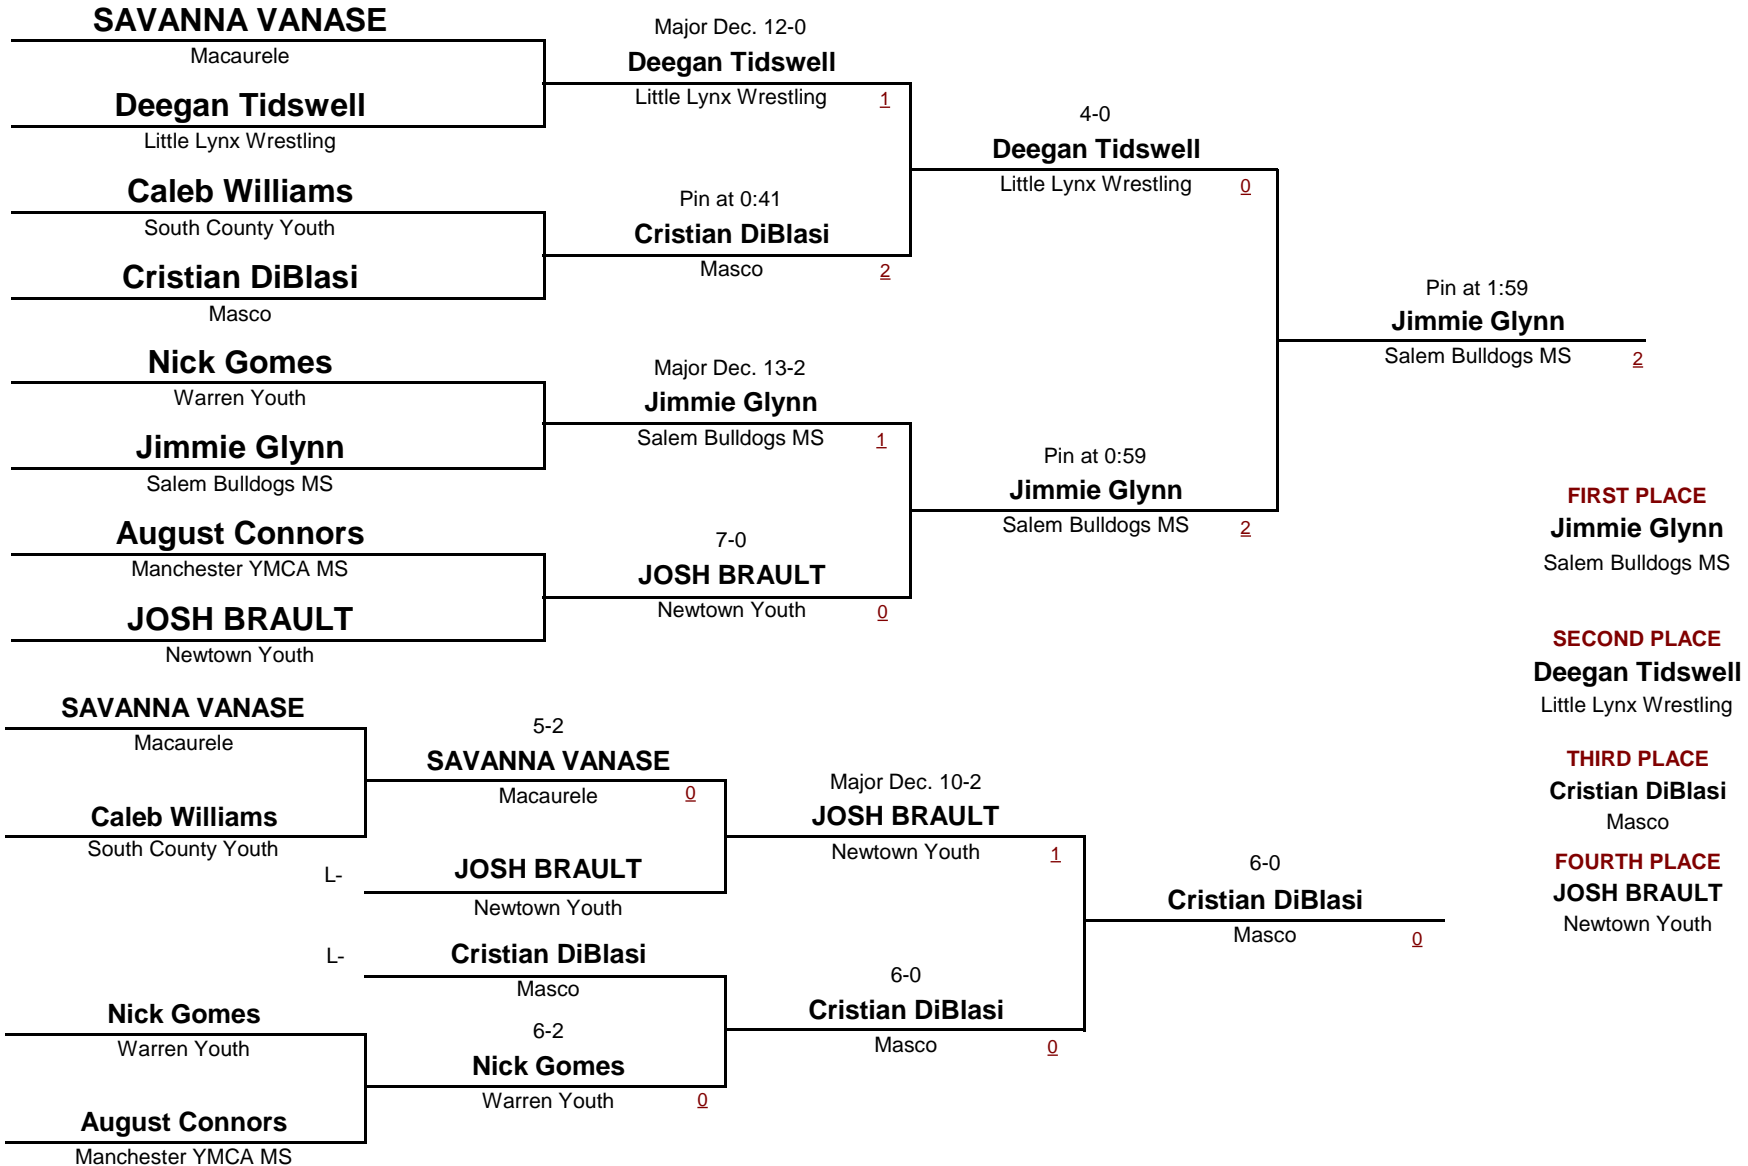 SAVANNA VANASE
Macaurele
Deegan Tidswell
Little Lynx Wrestling
Caleb Williams
South County Youth
Cristian DiBlasi
Masco
Nick Gomes
Warren Youth
Jimmie Glynn
Salem Bulldogs MS
August Connors
Manchester YMCA MS
JOSH BRAULT
Newtown Youth
Major Dec. 12-0
Deegan Tidswell
Little Lynx Wrestling 1
Pin at 0:41
Cristian DiBlasi
Masco 2
Major Dec. 13-2
Jimmie Glynn
Salem Bulldogs MS 1
7-0
JOSH BRAULT
Newtown Youth 0
4-0
Deegan Tidswell
Little Lynx Wrestling 0
Pin at 0:59
Jimmie Glynn
Salem Bulldogs MS 2
Pin at 1:59
Jimmie Glynn
Salem Bulldogs MS 2
SAVANNA VANASE
Macaurele
Caleb Williams
South County Youth
Nick Gomes
Warren Youth
August Connors
Manchester YMCA MS
5-2
SAVANNA VANASE
Macaurele 0
L- JOSH BRAULT
Newtown Youth
L- Cristian DiBlasi
Masco
6-2
Nick Gomes
Warren Youth 0
Major Dec. 10-2
JOSH BRAULT
Newtown Youth 1
6-0
Cristian DiBlasi
Masco 0
6-0
Cristian DiBlasi
Masco 0
FIRST PLACE
Jimmie Glynn
Salem Bulldogs MS
SECOND PLACE
Deegan Tidswell
Little Lynx Wrestling
THIRD PLACE
Cristian DiBlasi
Masco
FOURTH PLACE
JOSH BRAULT
Newtown Youth